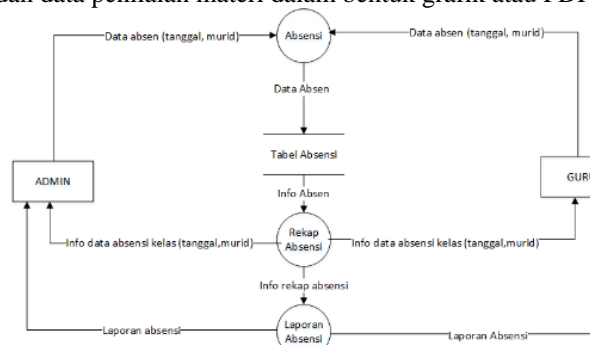 dan data penilaian materi dalam bentuk grafik atau PDF
Data absen (tanggal, murid)
Absensi
Data absen (tanggal, murid)
Data Absen
Tabel Absensi
ADMIN
GURU
Info Absen
Info data absensi kelas (tanggal,murid)
Rekap
Absensi
Info data absensi kelas (tanggal,murid)
Info rekap absensi
Laporan absensi
Laporan
Absensi
Laporan Absensi